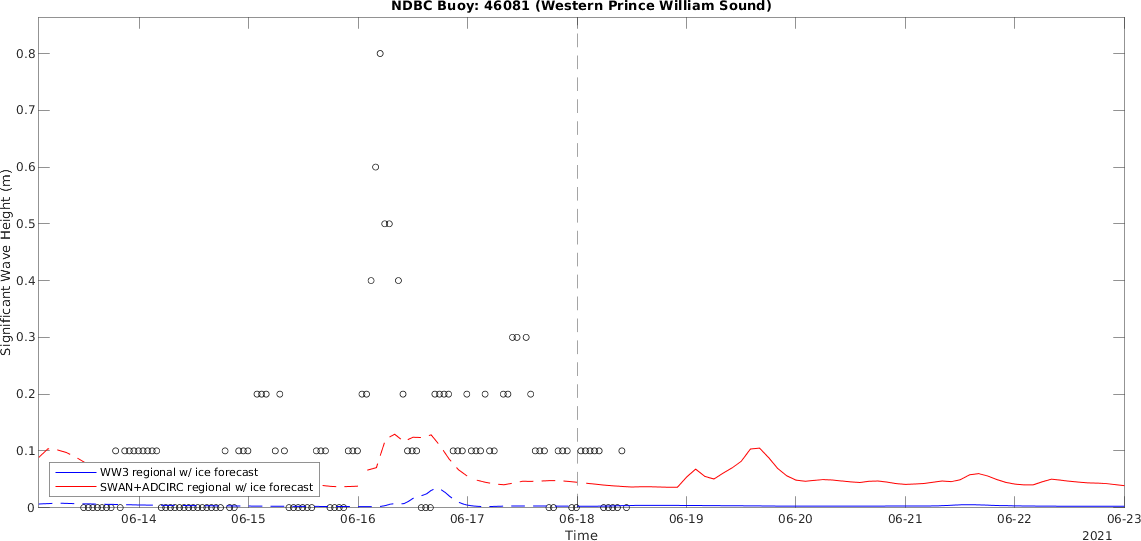 NDBC Buoy: 46081 (Western Prince William Sound)
Significant Wave Height (m)
0.8
0.7
0.6
0.5
0.4
0.3
0.2
0.1
0
WW3 regional w/ ice forecast
SWAN+ADCIRC regional w/ ice forecast
06-14 06-15 06-16 06-17 06-18 06-19 06-20 06-21 06-22 06-23
Time
2021